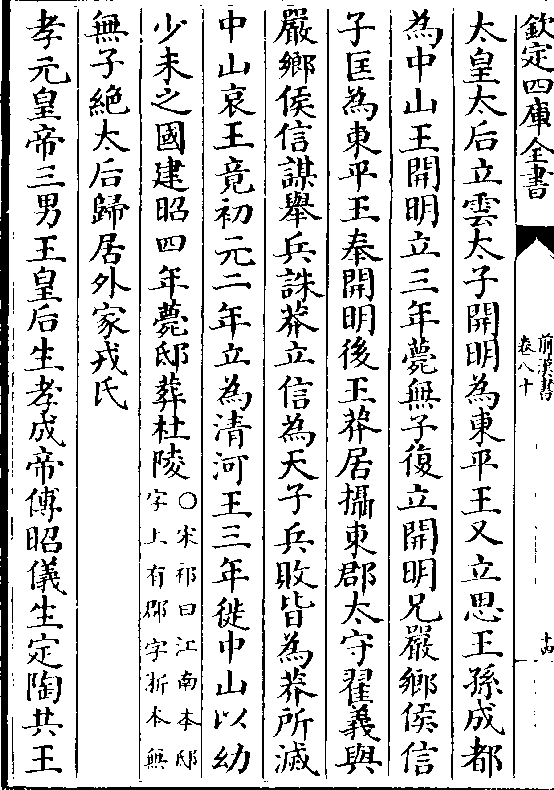 欽定四庫全書
前漢書
卷八十
十四
太皇太后立雲太子開明為東平王又立思王孫成都
為中山王開明立三年薨無子復立開明兄嚴鄉侯信
子匡為東平王奉開明後王莽居攝東郡太守翟義與
嚴鄉侯信謀舉兵誅莽立信為天子兵敗皆為莽所滅
中山哀王竟初元二年立為清河王三年徙中山以幼
少未之國建昭四年薨邸葬杜陵○宋祁曰江南本邸
字上有郡字浙本無
無子絶太后歸居外家戎氏
孝元皇帝三男王皇后生孝成帝傅昭儀生定陶共王